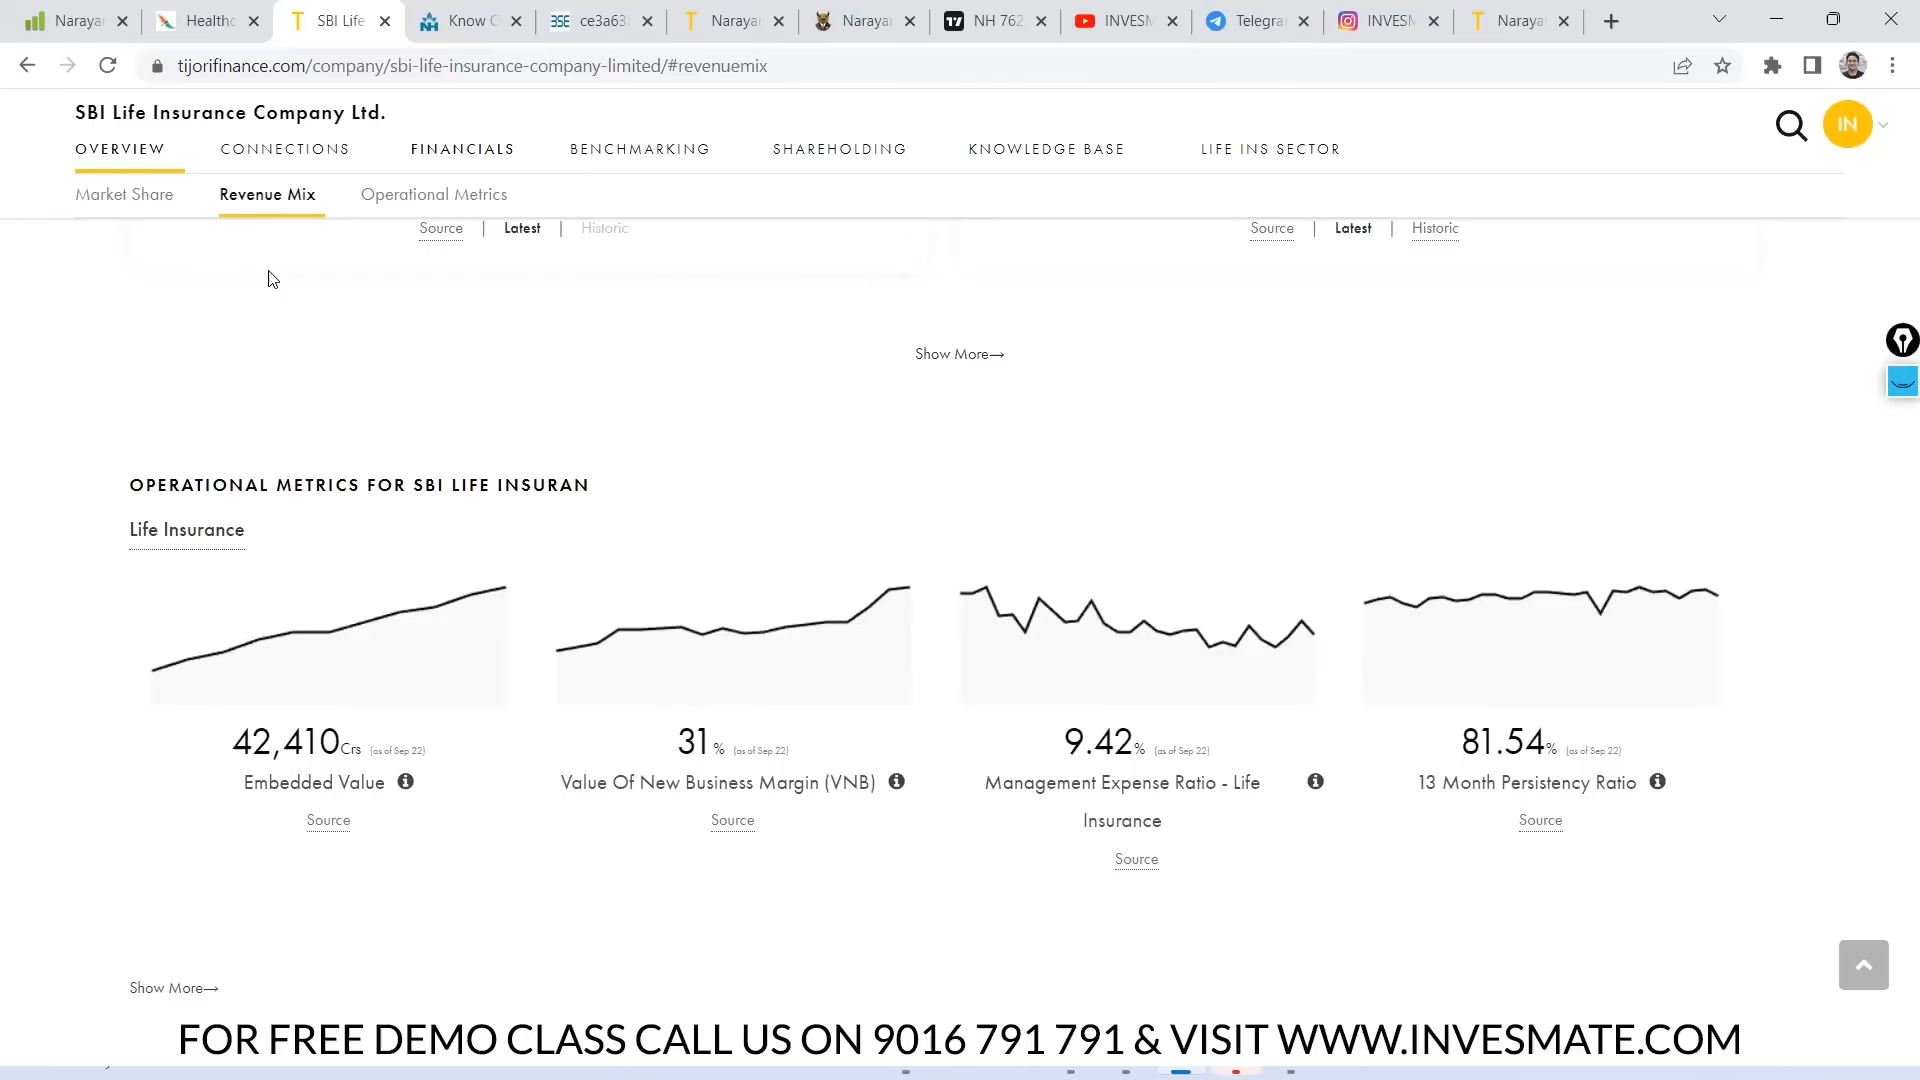 Naraya
Healthc
SBI Life
Know C
ce3a63
Naraya
Naraya
NH 762
INVESM
Telegra
INVESM
Naraya
tijorifinance.com/company/sbi-life-insurance-company-limited/#revenuemix
SBI Life Insurance Company Ltd.
IN
OVERVIEW CONNECTIONS FINANCIALS BENCHMARKING SHAREHOLDING KNOWLEDGE BASE LIFE INS SECTOR
Market Share Revenue Mix Operational Metrics
Source | Latest | Historic
Source | Latest | Historic
Show More→
OPERATIONAL METRICS FOR SBI LIFE INSURAN
Life Insurance
42,410Crs (as of Sep 22)
Embedded Value
Source
31% (as of Sep 22)
Value Of New Business Margin (VNB)
Source
9.42% (as of Sep 22)
Management Expense Ratio - Life
Insurance
Source
81.54% (as of Sep 22)
13 Month Persistency Ratio
Source
Show More→
FOR FREE DEMO CLASS CALL US ON 9016 791 791 & VISIT WWW.INVESMATE.COM